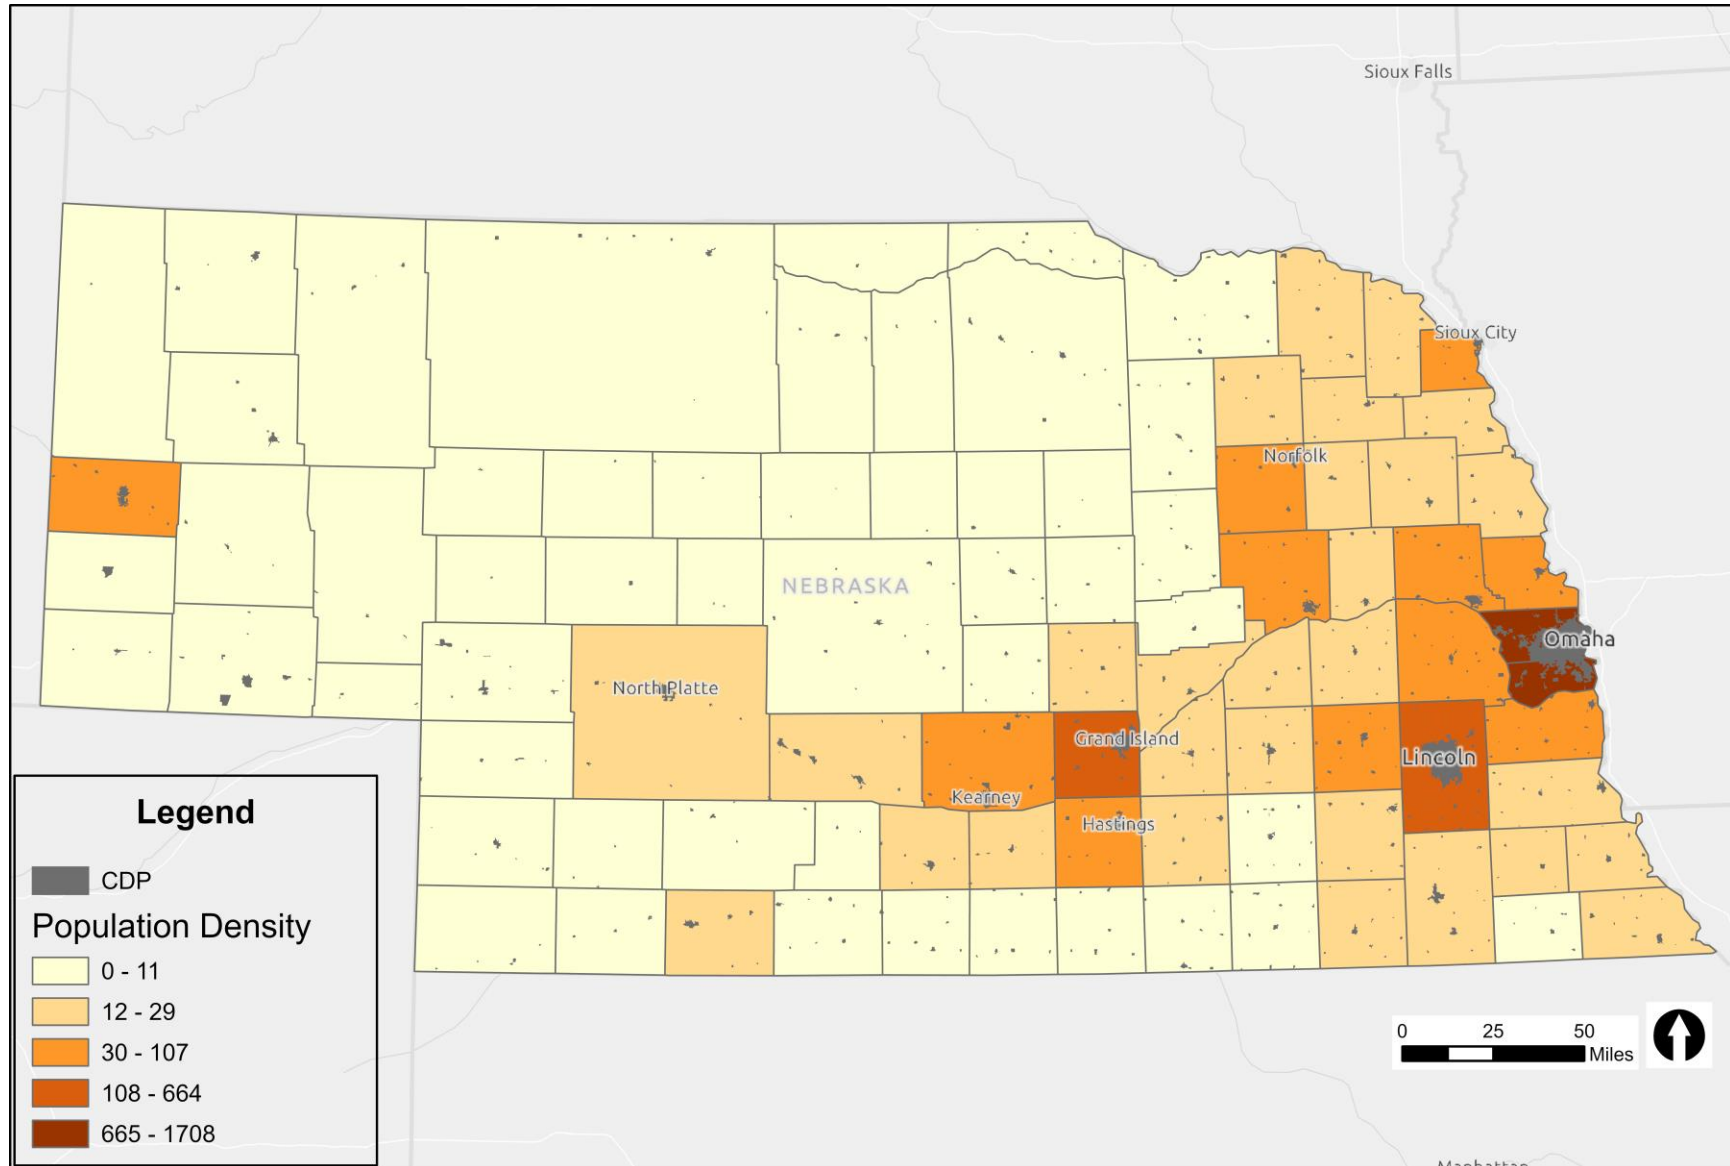 Sioux Falls
Sioux City
Norfolk
NEBRASKA
Omaha
North Platte
Grand Island
Lincoln
Kearney
Hastings
Legend
CDP
Population Density
0 - 11
12 - 29
30 - 107
108 - 664
665 - 1708
0 25 50
Miles
Manhattan